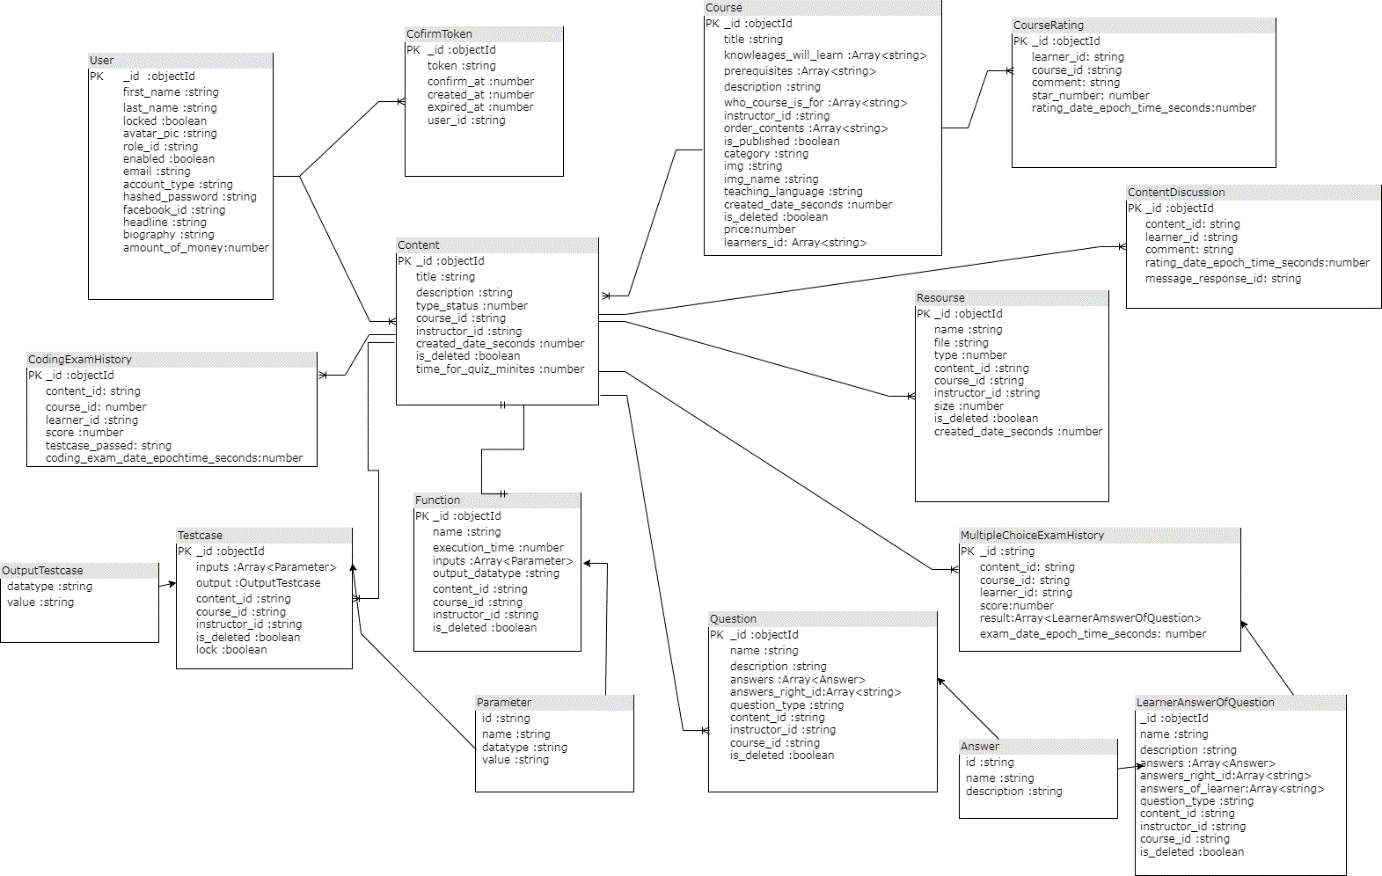 User
PK _id :objectId
first_name :string
last_name :string
locked :boolean
avatar_pic :string
role_id :string
enabled :boolean
email :string
account_type :string
hashed_password :string
facebook_id :string
headline :string
biography :string
amount_of_money:number
CofirmToken
PK _id :objectId
token :string
confirm_at :number
created_at :number
expired_at :number
user_id :string
Course
PK _id :objectId
title :string
knowleages_will_learn :Array<string>
prerequisites :Array<string>
description :string
who_course_is_for :Array<string>
instructor_id :string
order_contents :Array<string>
is_published :boolean
category :string
img :string
img_name :string
teaching_language :string
created_date_seconds :number
is_deleted :boolean
price:number
learners_id: Array<string>
CourseRating
PK _id :objectId
learner_id: string
course_id :string
comment: string
star_number: number
rating_date_epoch_time_seconds:number
ContentDiscussion
PK _id :objectId
content_id: string
learner_id :string
comment: string
rating_date_epoch_time_seconds:number
message_response_id: string
Content
PK _id :objectId
title :string
description :string
type_status :number
course_id :string
instructor_id :string
created_date_seconds :number
is_deleted :boolean
time_for_quiz_minites :number
Resourse
PK _id :objectId
name :string
file :string
type :number
content_id :string
course_id :string
instructor_id :string
size :number
is_deleted :boolean
created_date_seconds :number
CodingExamHistory
PK _id :objectId
content_id: string
course_id: number
learner_id :string
score :number
testcase_passed: string
coding_exam_date_epochtime_seconds:number
Function
PK _id :objectId
name :string
execution_time :number
inputs :Array<Parameter>
output_datatype :string
content_id :string
course_id :string
instructor_id :string
is_deleted :boolean
Testcase
PK _id :objectId
inputs :Array<Parameter>
output :OutputTestcase
content_id :string
course_id :string
instructor_id :string
is_deleted :boolean
lock :boolean
OutputTestcase
datatype :string
value :string
MultipleChoiceExamHistory
PK _id :string
content_id: string
course_id: string
learner_id: string
score:number
result:Array<LearnerAmswerOfQuestion>
exam_date_epoch_time_seconds: number
Question
PK _id :objectId
name :string
description :string
answers :Array<Answer>
answers_right_id:Array<string>
question_type :string
content_id :string
instructor_id :string
course_id :string
is_deleted :boolean
Parameter
id :string
name :string
datatype :string
value :string
Answer
id :string
name :string
description :string
LearnerAnswerOfQuestion
_id :objectId
name :string
description :string
answers :Array<Answer>
answers_right_id:Array<string>
answers_of_learner:Array<string>
question_type :string
content_id :string
instructor_id :string
course_id :string
is_deleted :boolean